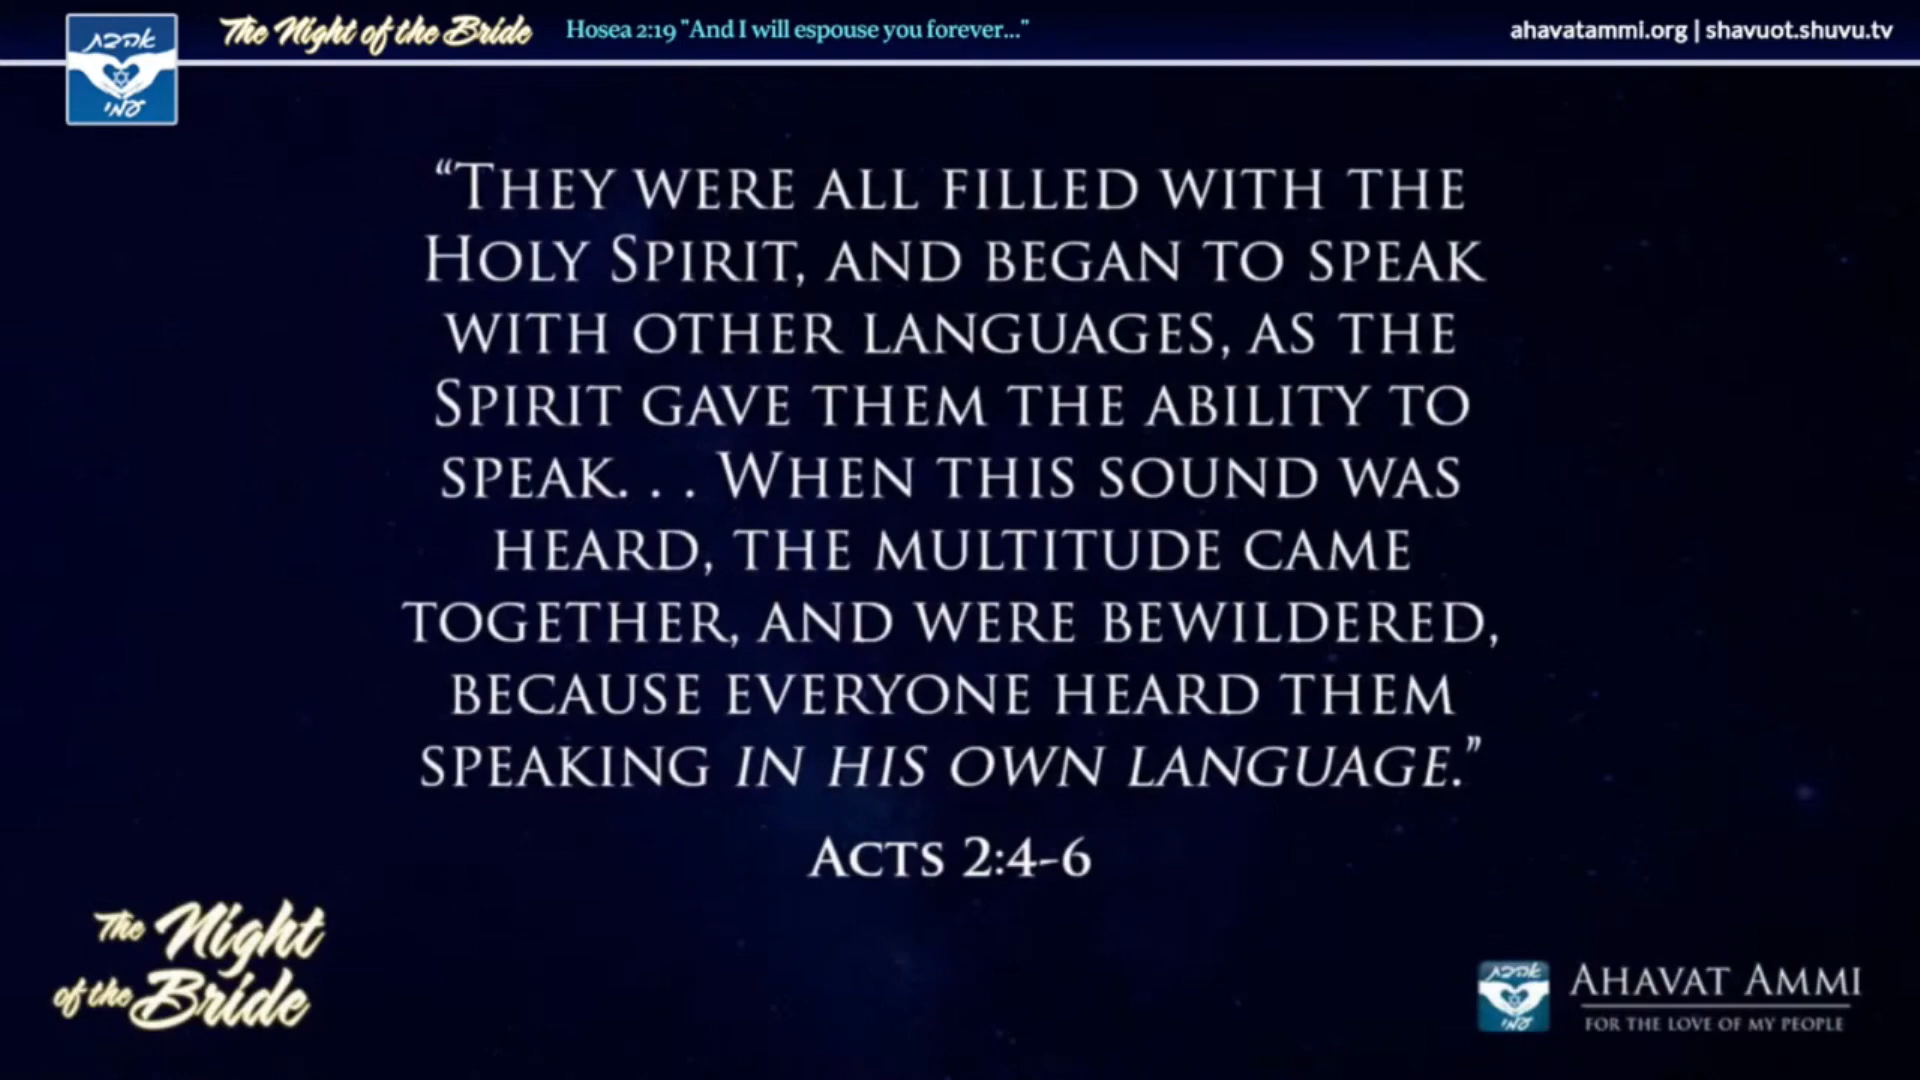 אהבת
עמי
The Night of the Bride
Hosea 2:19 "And I will espouse you forever..."
ahavatammi.org | shavuot.shuvu.tv
“They were all filled with the
Holy Spirit, and began to speak
with other languages, as the
Spirit gave them the ability to
speak. . . When this sound was
heard, the multitude came
together, and were bewildered,
because everyone heard them
speaking in his own language.”
Acts 2:4-6
The Night
of the Bride
אהבת
עמי
Ahavat Ammi
For the Love of My People